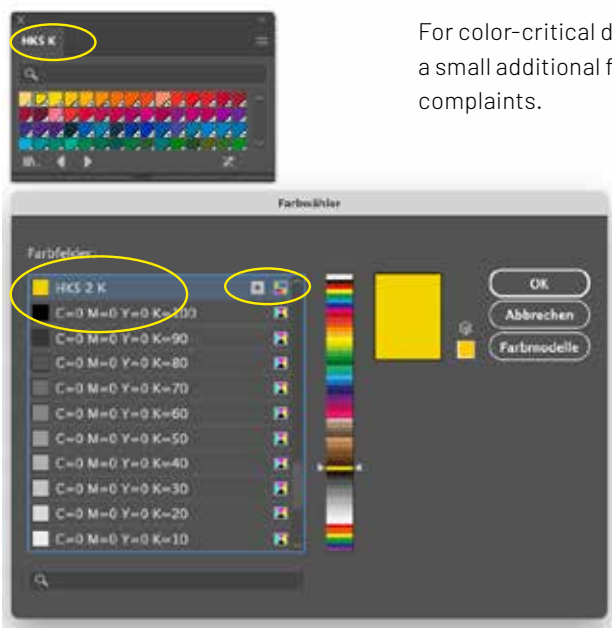 HKS K
For color-critical d
a small additional f
complaints.
Farbwähler
Farbfelder:
HKS 2 K
C=0 M=0 Y=0 K=100
C=0 M=0 Y=0 K=90
C=0 M=0 Y=0 K=80
C=0 M=0 Y=0 K=70
C=0 M=0 Y=0 K=60
C=0 M=0 Y=0 K=50
C=0 M=0 Y=0 K=40
C=0 M=0 Y=0 K=30
C=0 M=0 Y=0 K=20
C=0 M=0 Y=0 K=10
OK
Abbrechen
Farbmodelle